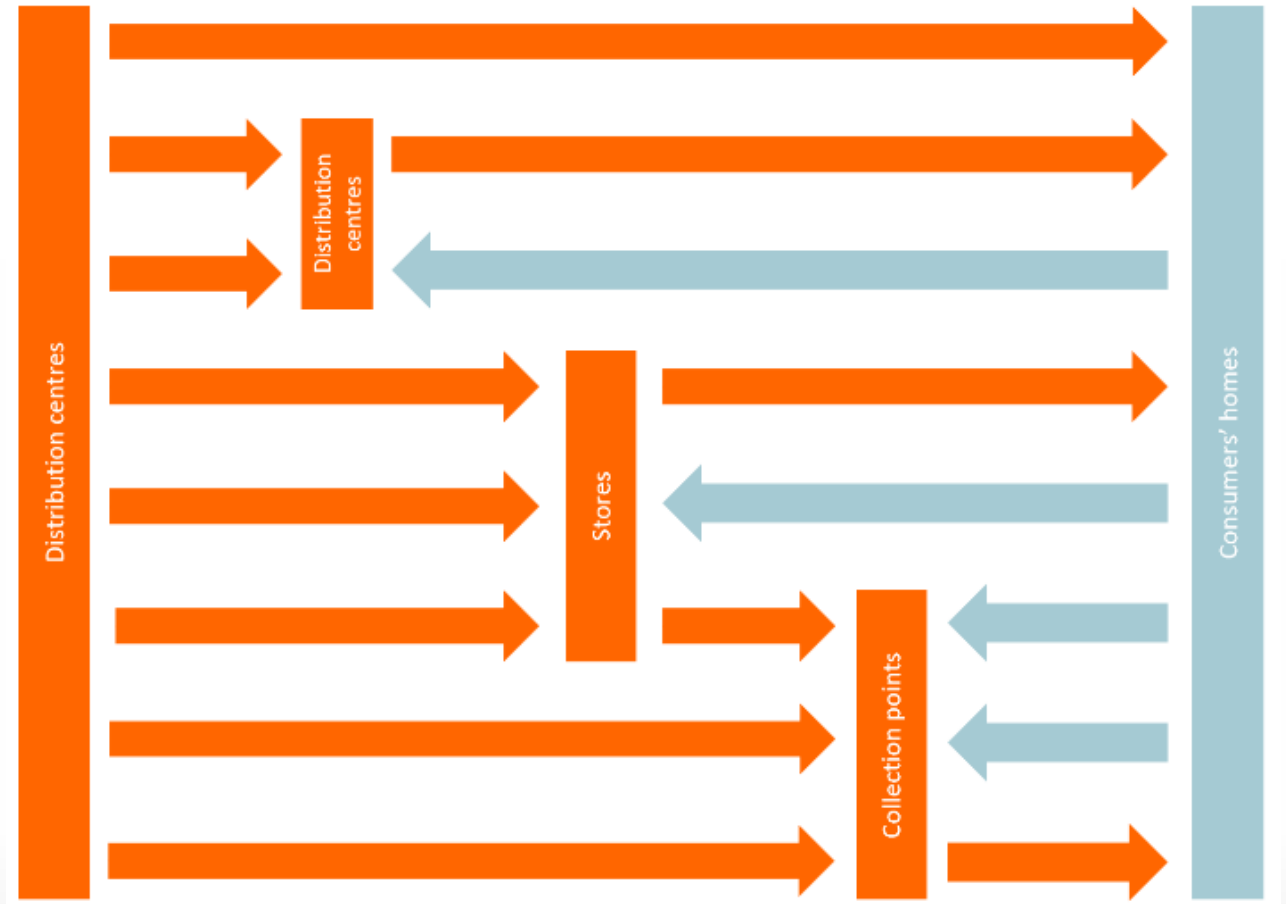 Distribution centres
Distribution
centres
Stores
Collection points
Consumers’ homes